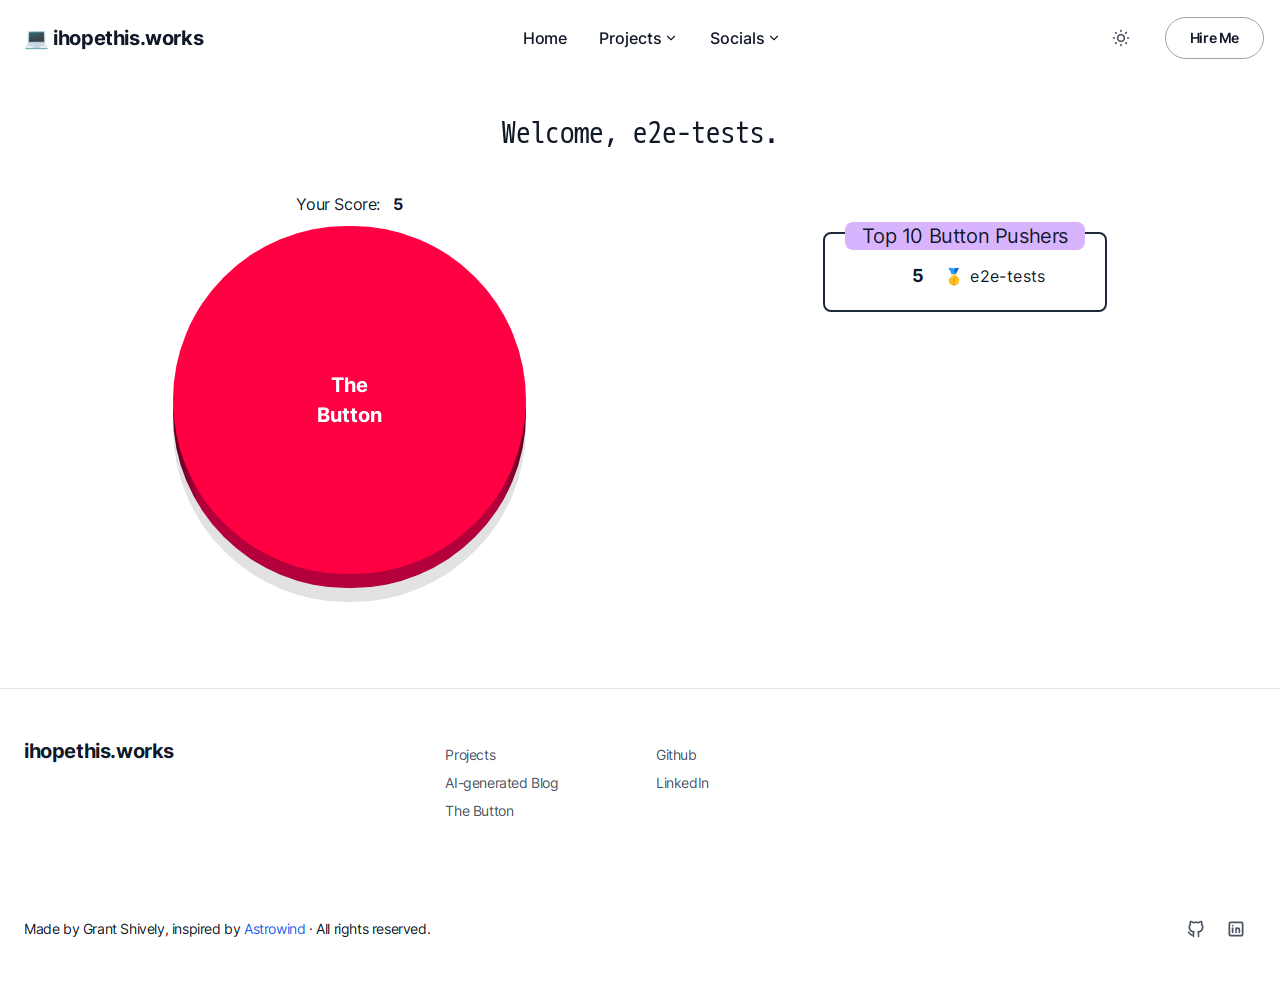 💻 ihopethis.works
Home Projects Socials
Hire Me
Welcome, e2e-tests.
Your Score: 5
The
Button
Top 10 Button Pushers
5 🥇 e2e-tests
ihopethis.works
Projects
AI-generated Blog
The Button
Github
LinkedIn
Made by Grant Shively, inspired by Astrowind · All rights reserved.